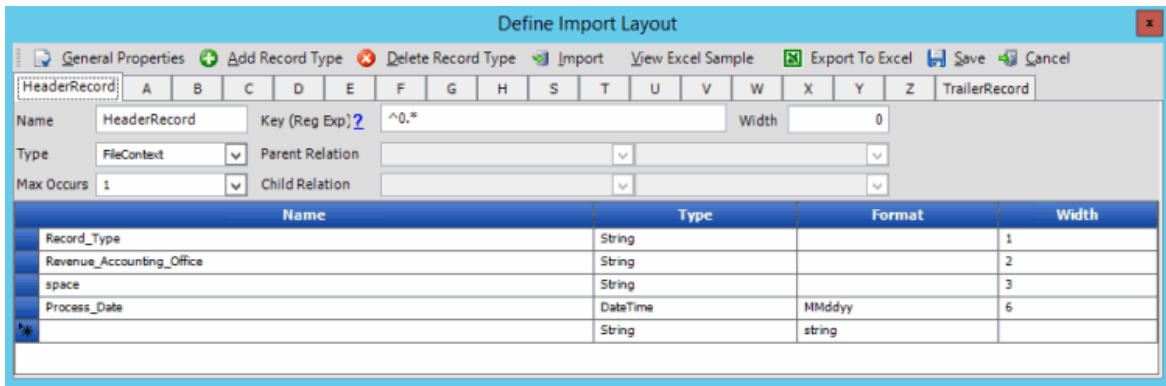 Define Import Layout
x
General Properties Add Record Type Delete Record Type Import View Excel Sample Export To Excel Save Cancel
HeaderRecord A B C D E F G H S T U V W X Y Z TrailerRecord
Name HeaderRecord Key (Reg Exp)? ^0.* Width 0
Type FileContext Parent Relation
Max Occurs 1 Child Relation
Name Type Format Width
Record_Type String 1
Revenue_Accounting_Office String 2
space String 3
Process_Date DateTime MMddyy 6
String string